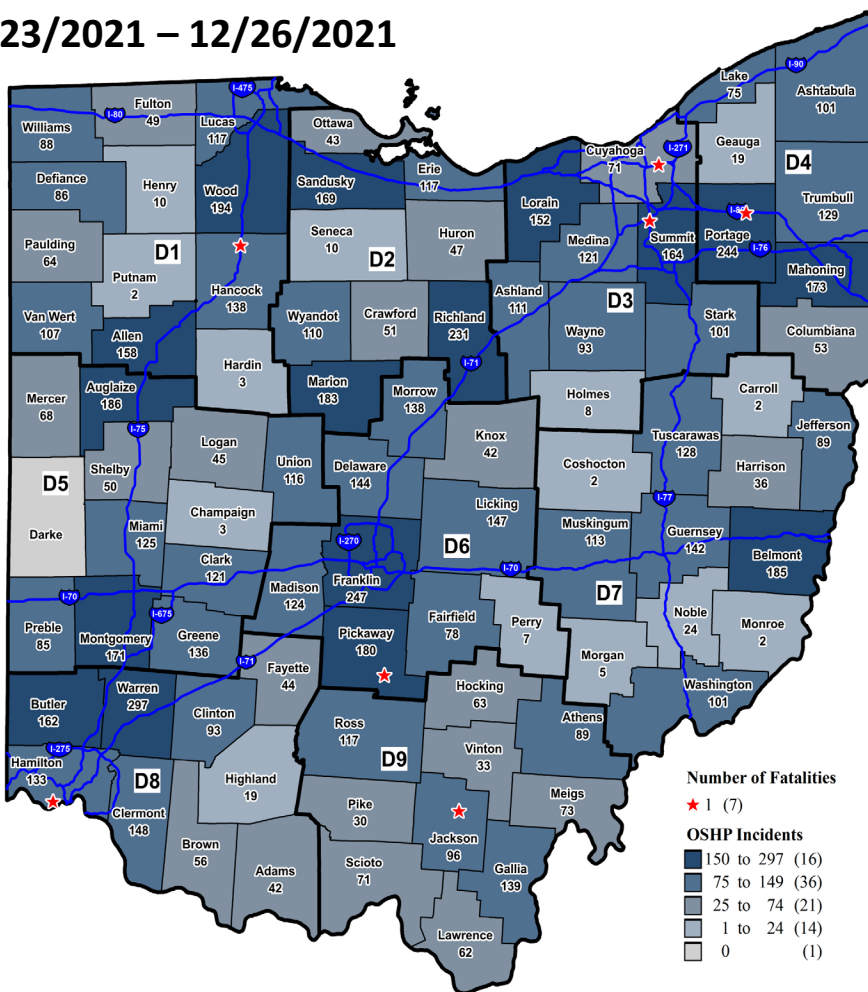 23/2021 – 12/26/2021
I-90
Lake
75
Ashtabula
101
I-475
Fulton
49
I-80
Lucas
117
Williams
88
Ottawa
43
Cuyahoga
71
I-271
Geauga
19
D4
Erie
117
Defiance
86
Henry
10
Wood
194
Sandusky
169
Lorain
152
Trumbull
129
I-80
Portage
244
Summit
164
I-76
Medina
121
Seneca
10
Huron
47
Paulding
64
D1
D2
Putnam
2
Mahoning
173
Hancock
138
Ashland
111
D3
Van Wert
107
Wyandot
110
Crawford
51
Richland
231
Wayne
93
Stark
101
Columbiana
53
Allen
158
Hardin
3
I-71
Marion
183
Morrow
138
Holmes
8
Carroll
2
Mercer
68
Auglaize
186
I-75
Logan
45
Knox
42
Tuscarawas
128
Jefferson
89
Shelby
50
Union
116
Delaware
144
Coshocton
2
Harrison
36
D5
Darke
Champaign
3
Miami
125
Licking
147
I-77
Muskingum
113
Guernsey
142
I-270
D6
Belmont
185
Clark
121
I-70
Franklin
247
Madison
124
D7
I-70
I-675
Preble
85
Montgomery
171
Greene
136
Pickaway
180
Fairfield
78
Perry
7
Noble
24
Monroe
2
I-71
Fayette
44
Morgan
5
Hocking
63
Washington
101
Butler
162
Warren
297
Clinton
93
Ross
117
Athens
89
I-275
D9
Vinton
33
Hamilton
133
D8
Highland
19
Clermont
148
Pike
30
Meigs
73
Jackson
96
Brown
56
Adams
42
Scioto
71
Gallia
139
Lawrence
62
Number of Fatalities
1 (7)
OSHP Incidents
150 to 297 (16)
75 to 149 (36)
25 to 74 (21)
1 to 24 (14)
0 (1)